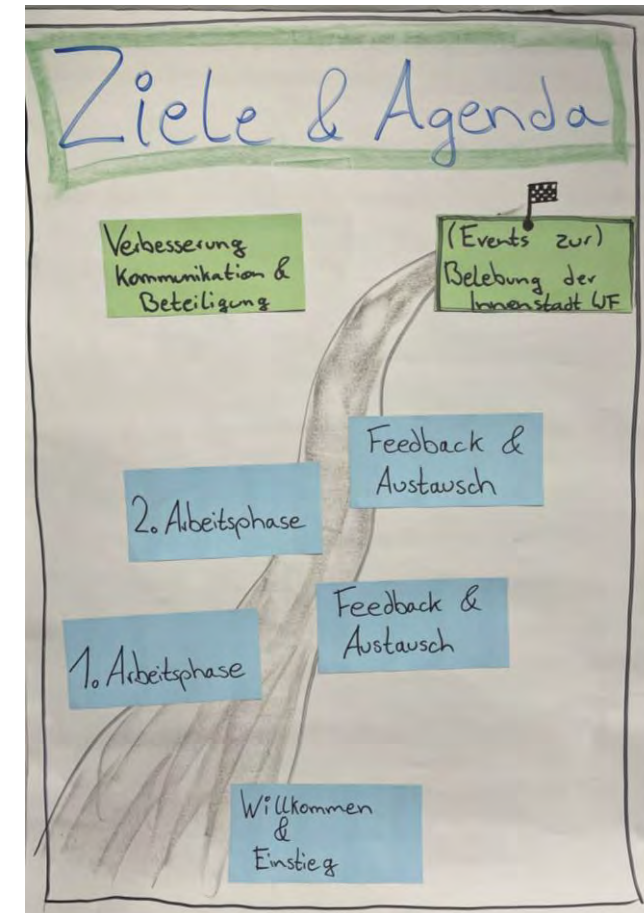 Ziele & Agenda
Verbesserung
Kommunikation &
Beteiligung
(Events zur)
Belebung der
Innenstadt WF
Feedback &
Austausch
2. Arbeitsphase
Feedback &
Austausch
1. Arbeitsphase
Willkommen
&
Einstieg